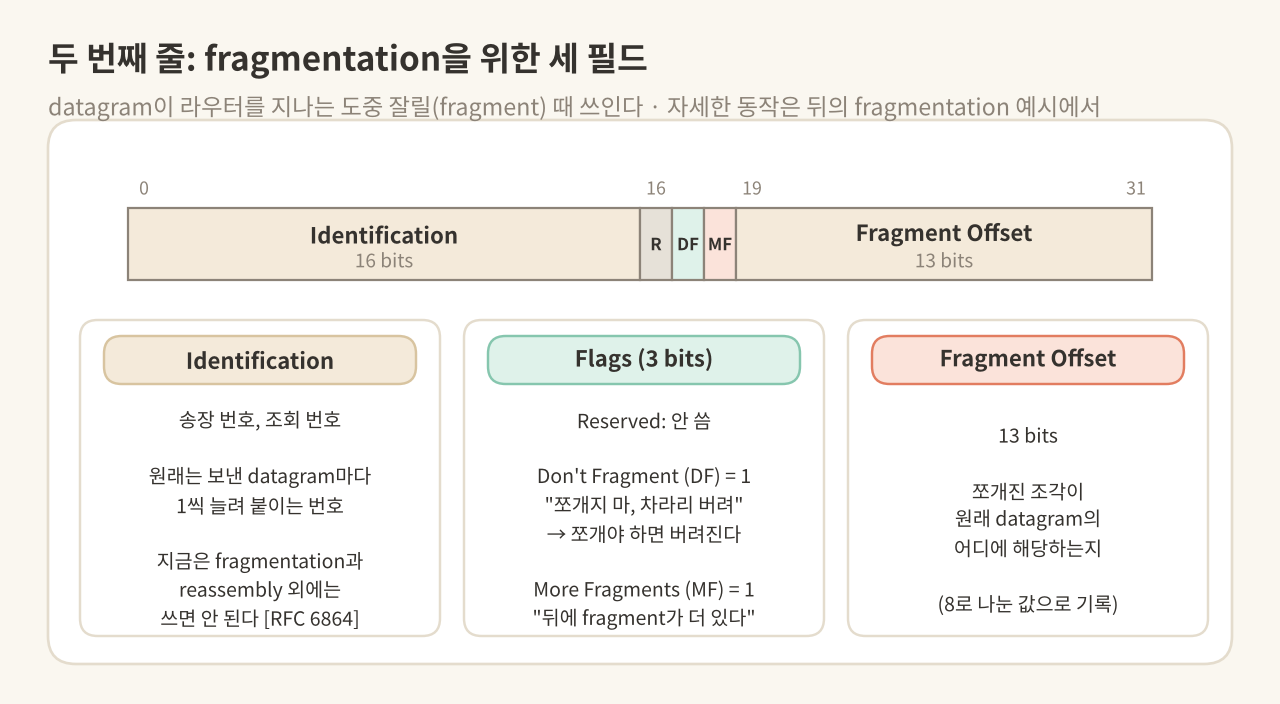 두 번째 줄: fragmentation을 위한 세 필드
datagram이 라우터를 지나는 도중 잘릴(fragment) 때 쓰인다 · 자세한 동작은 뒤의 fragmentation 예시에서
0 16 19 31
Identification
16 bits
R
DF
MF
Fragment Offset
13 bits
Identification
송장 번호, 조회 번호
원래는 보낸 datagram마다
1씩 늘려 붙이는 번호
지금은 fragmentation과
reassembly 외에는
쓰면 안 된다 [RFC 6864]
Flags (3 bits)
Reserved: 안 씀
Don't Fragment (DF) = 1
"쪼개지 마, 차라리 버려"
→ 쪼개야 하면 버려진다
More Fragments (MF) = 1
"뒤에 fragment가 더 있다"
Fragment Offset
13 bits
쪼개진 조각이
원래 datagram의
어디에 해당하는지
(8로 나눈 값으로 기록)